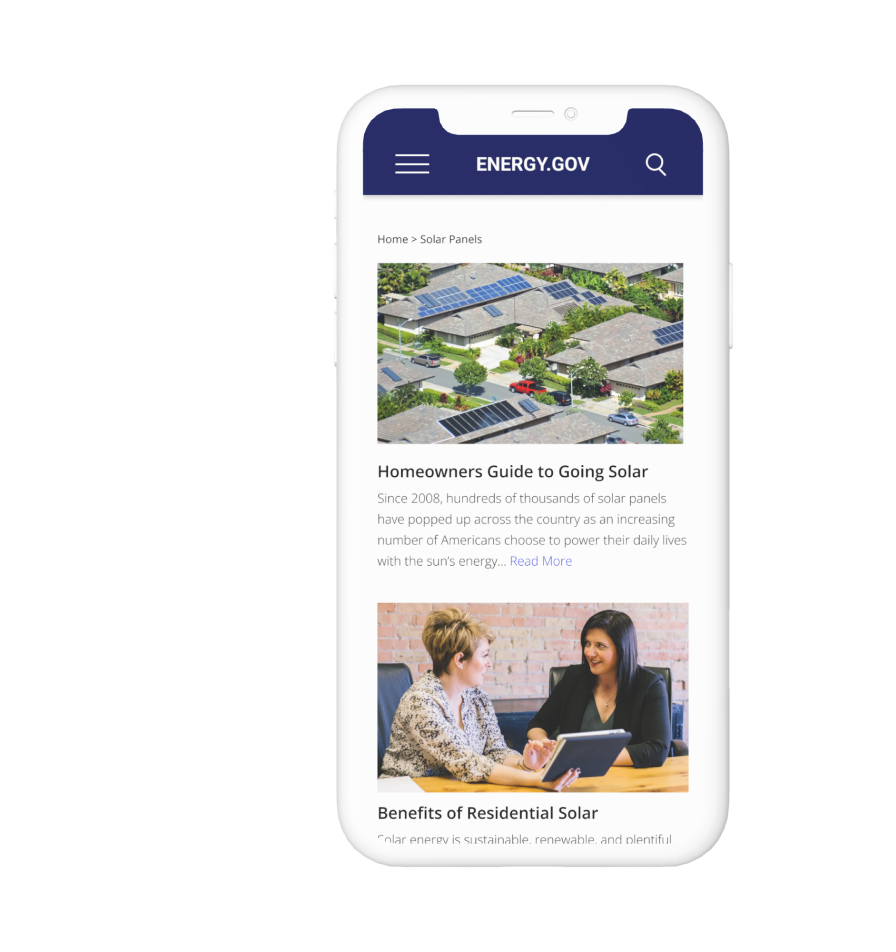 ENERGY.GOV
Home > Solar Panels
Homeowners Guide to Going Solar
Since 2008, hundreds of thousands of solar panels
have popped up across the country as an increasing
number of Americans choose to power their daily lives
with the sun's energy... Read More
Benefits of Residential Solar
Solar energy is sustainable, renewable, and plentiful